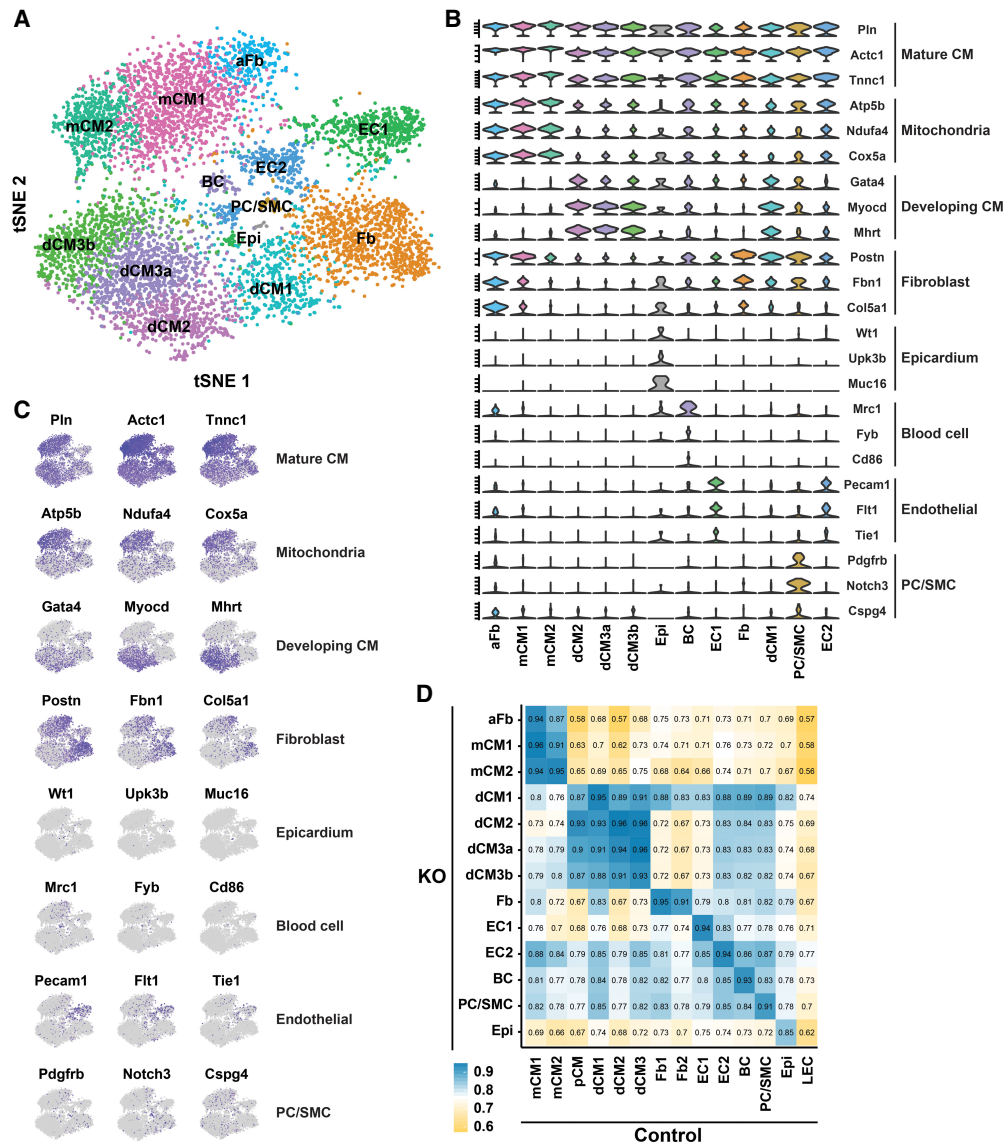 A
aFb
mCM1
mCM2
EC1
EC2
BC
PC/SMC
Epi
Fb
dCM3b
dCM3a
dCM1
dCM2
tSNE 2
tSNE 1
B
Pln
Actc1
Mature CM
Tnnc1
Atp5b
Ndufa4
Mitochondria
Cox5a
Gata4
Myocd
Developing CM
Mhrt
Postn
Fbn1
Fibroblast
Col5a1
Wt1
Upk3b
Epicardium
Muc16
Mrc1
Fyb
Blood cell
Cd86
Pecam1
Flt1
Endothelial
Tie1
Pdgfrb
Notch3
PC/SMC
Cspg4
aFb mCM1 mCM2 dCM2 dCM3a dCM3b Epi BC EC1 Fb dCM1 PC/SMC EC2
C
Pln Actc1 Tnnc1
Mature CM
Atp5b Ndufa4 Cox5a
Mitochondria
Gata4 Myocd Mhrt
Developing CM
Postn Fbn1 Col5a1
Fibroblast
Wt1 Upk3b Muc16
Epicardium
Mrc1 Fyb Cd86
Blood cell
Pecam1 Flt1 Tie1
Endothelial
Pdgfrb Notch3 Cspg4
PC/SMC
D
KO
aFb 0.94 0.87 0.58 0.68 0.57 0.68 0.75 0.73 0.71 0.73 0.71 0.7 0.69 0.57
mCM1 0.96 0.91 0.63 0.7 0.62 0.73 0.74 0.71 0.71 0.76 0.73 0.72 0.7 0.58
mCM2 0.94 0.95 0.65 0.69 0.65 0.75 0.68 0.64 0.66 0.74 0.71 0.7 0.67 0.56
dCM1 0.8 0.76 0.87 0.95 0.89 0.91 0.88 0.83 0.83 0.88 0.89 0.89 0.82 0.74
dCM2 0.73 0.74 0.93 0.93 0.96 0.96 0.72 0.67 0.73 0.83 0.84 0.83 0.75 0.69
dCM3a 0.78 0.79 0.9 0.91 0.94 0.96 0.72 0.67 0.73 0.83 0.82 0.82 0.74 0.68
dCM3b 0.79 0.8 0.87 0.88 0.91 0.93 0.72 0.67 0.73 0.83 0.82 0.82 0.74 0.67
Fb 0.8 0.72 0.67 0.83 0.67 0.73 0.95 0.91 0.79 0.8 0.81 0.82 0.79 0.67
EC1 0.76 0.7 0.68 0.76 0.68 0.73 0.77 0.74 0.94 0.83 0.77 0.78 0.76 0.71
EC2 0.88 0.84 0.79 0.85 0.79 0.85 0.81 0.77 0.85 0.94 0.86 0.87 0.79 0.77
BC 0.81 0.77 0.78 0.84 0.78 0.82 0.82 0.77 0.8 0.85 0.93 0.83 0.78 0.73
PC/SMC 0.82 0.78 0.77 0.85 0.77 0.82 0.83 0.78 0.79 0.85 0.84 0.91 0.78 0.7
Epi 0.69 0.66 0.67 0.74 0.68 0.72 0.73 0.7 0.75 0.74 0.73 0.72 0.85 0.62
mCM1 mCM2 pCM dCM1 dCM2 dCM3 Fb1 Fb2 EC1 EC2 BC PC/SMC Epi LEC
Control
0.9
0.8
0.7
0.6